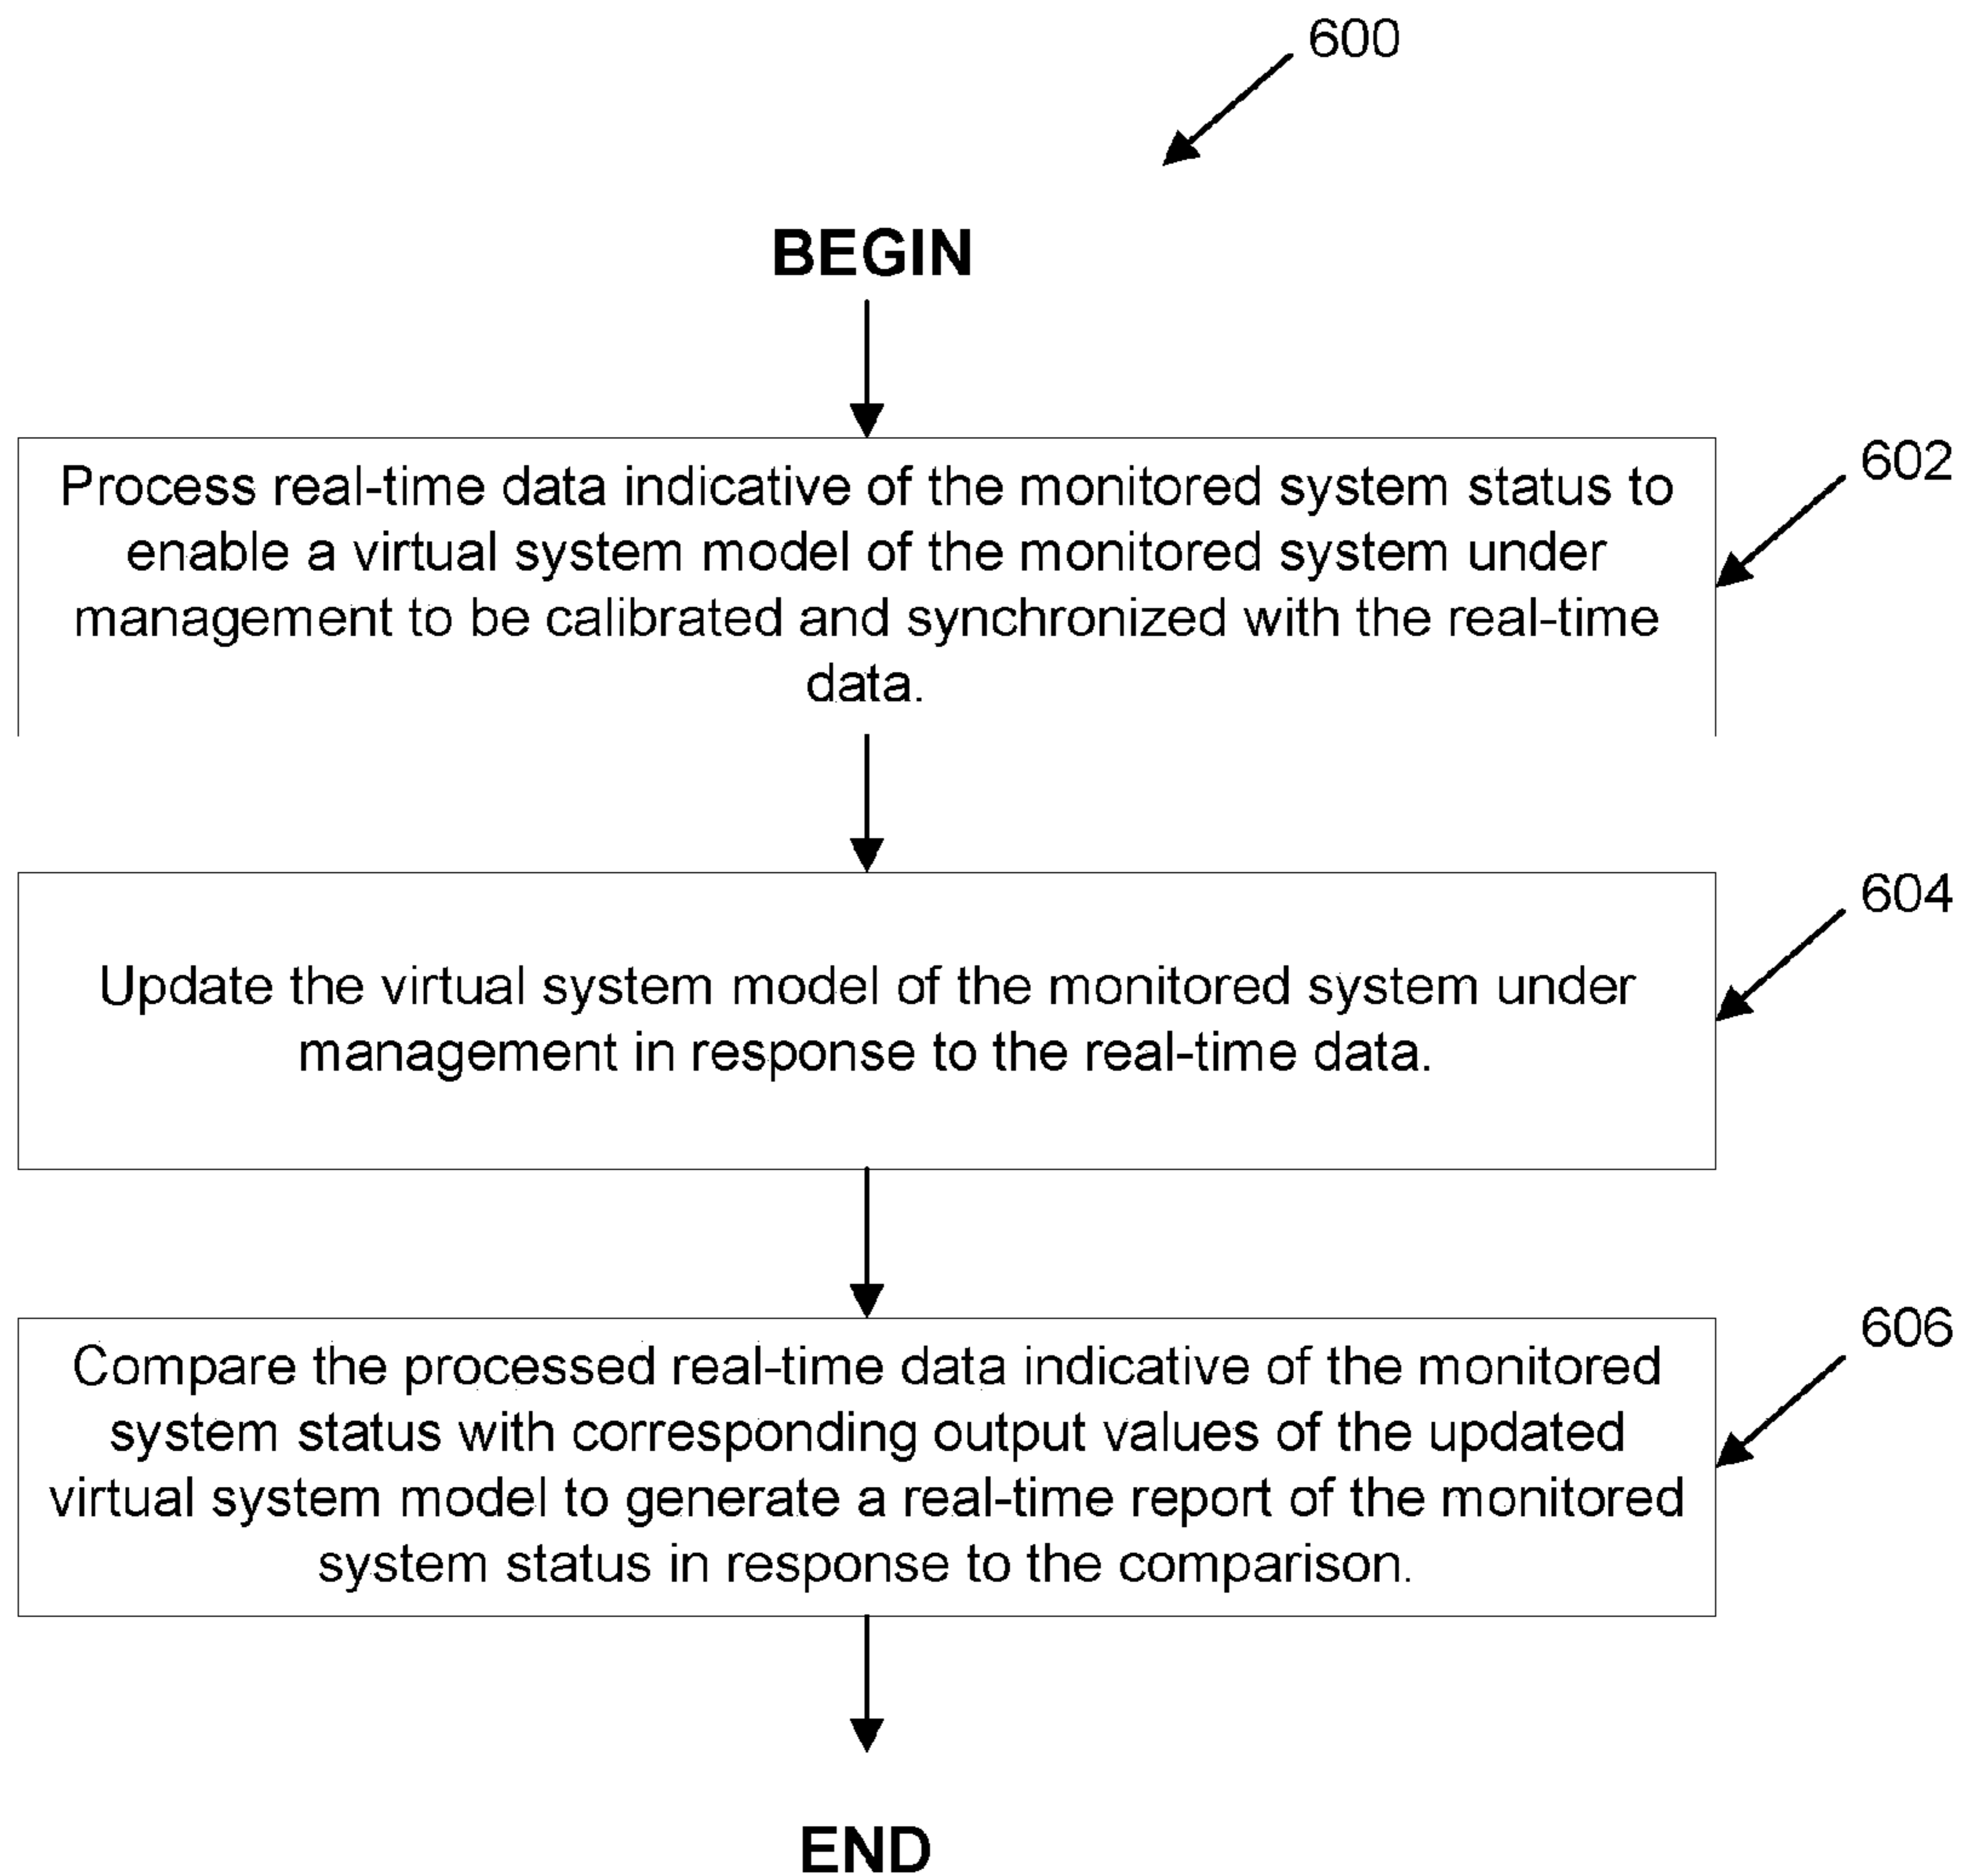 600
BEGIN
Process real-time data indicative of the monitored system status to
enable a virtual system model of the monitored system under
management to be calibrated and synchronized with the real-time
data.
602
Update the virtual system model of the monitored system under
management in response to the real-time data.
604
Compare the processed real-time data indicative of the monitored
system status with corresponding output values of the updated
virtual system model to generate a real-time report of the monitored
system status in response to the comparison.
606
END